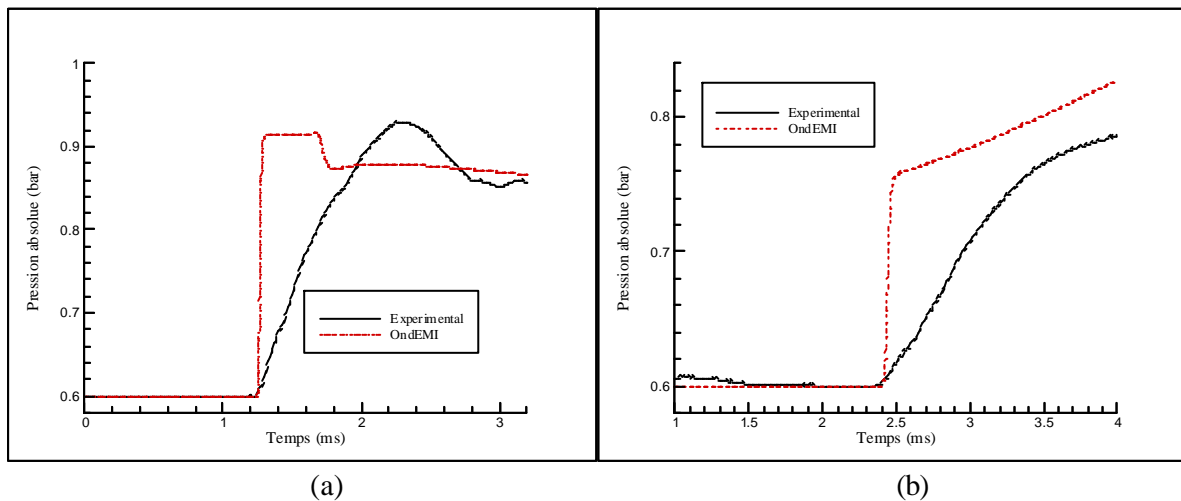 1
0.9
0.8
0.7
0.6
Pression absolue (bar)
Experimental
OndEMI
0 1 2 3
Temps (ms)
(a)
0.8
0.7
0.6
Pression absolue (bar)
Experimental
OndEMI
1 1.5 2 2.5 3 3.5 4
Temps (ms)
(b)